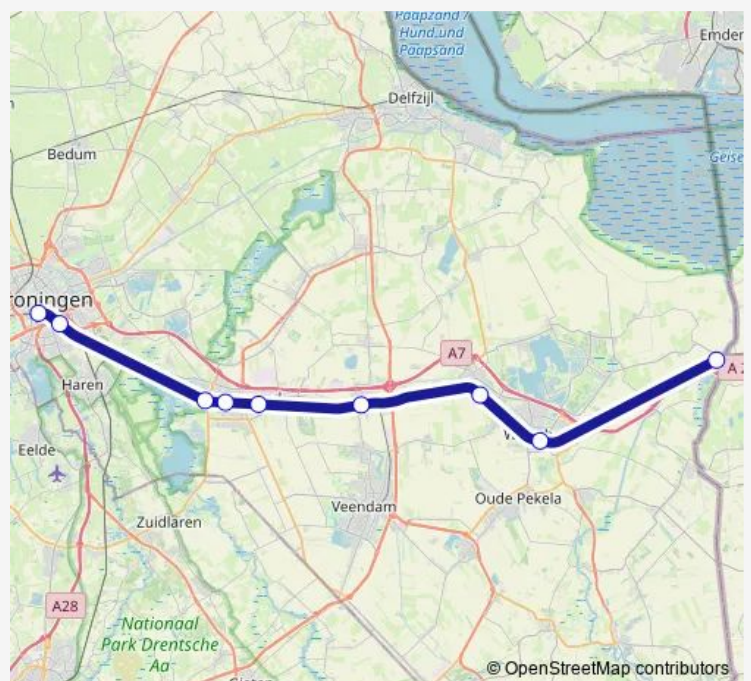 Paapzand /
Hund und
Paapsand
Emden
Delfzijl
Bedum
Geise
roningen
A7
A 2
Haren
Eelde
Veendam
Oude Pekela
Zuidlaren
A28
Nationaal
Park Drentsche
Aa
© OpenStreetMap contributors